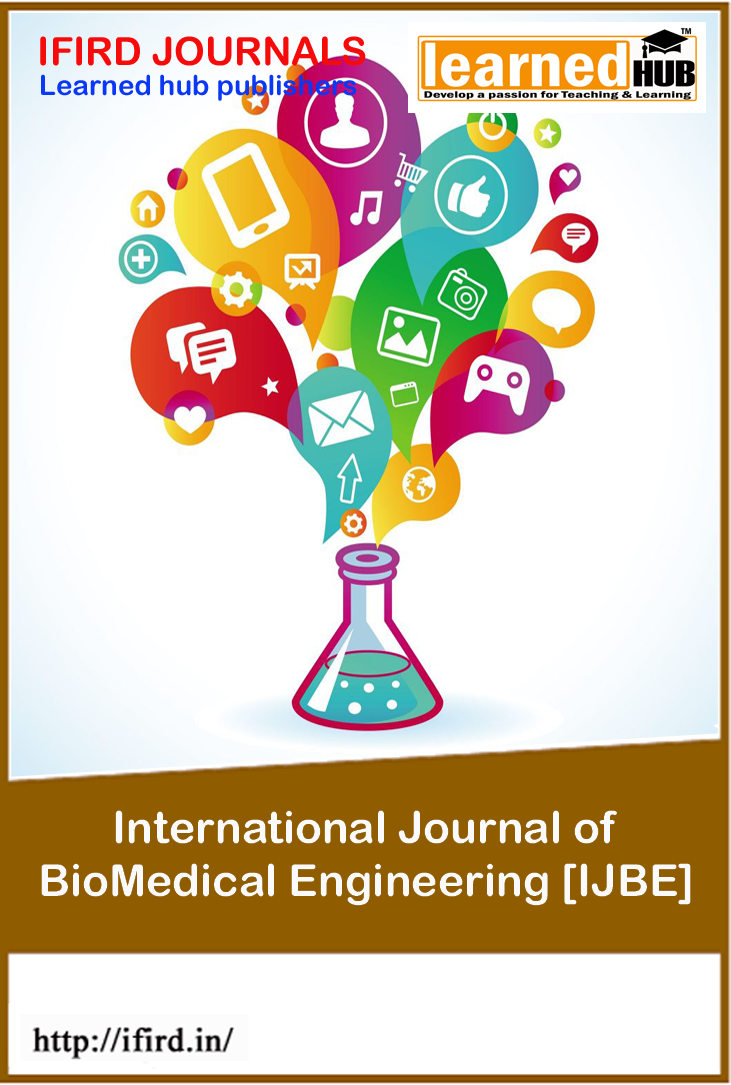 IFIRD JOURNALS
Learned hub publishers
learned HUB TM
Develop a passion for Teaching & Learning
International Journal of
BioMedical Engineering [IJBE]
http://ifird.in/